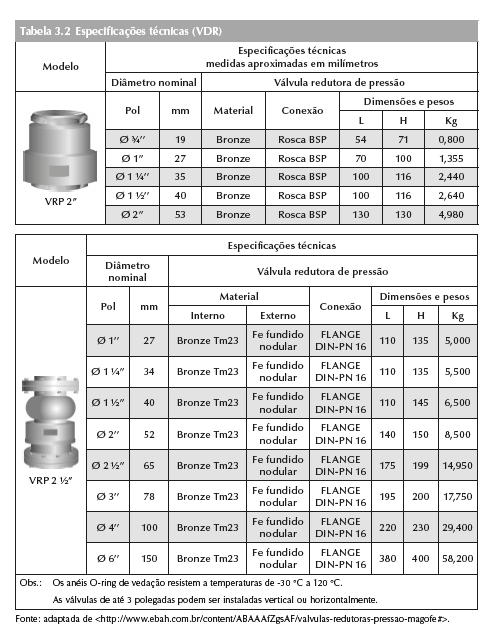 Tabela 3.2 Especificações técnicas (VDR)
Modelo
Especificações técnicas
medidas aproximadas em milímetros
Diâmetro nominal Válvula redutora de pressão
Pol mm Material Conexão Dimensões e pesos
L H Kg
Ø ¾’’ 19 Bronze Rosca BSP 54 71 0,800
Ø 1’’ 27 Bronze Rosca BSP 70 100 1,355
Ø 1 ¼’’ 35 Bronze Rosca BSP 100 116 2,440
Ø 1 ½’’ 40 Bronze Rosca BSP 100 116 2,640
Ø 2’’ 53 Bronze Rosca BSP 130 130 4,980
VRP 2’’
Modelo
Especificações técnicas
Diâmetro
nominal
Válvula redutora de pressão
Pol mm Material Conexão Dimensões e pesos
Interno Externo L H Kg
Ø 1’’ 27 Bronze Tm23 Fe fundido
nodular
FLANGE
DIN-PN 16
110 135 5,000
Ø 1 ¼’’ 34 Bronze Tm23 Fe fundido
nodular
FLANGE
DIN-PN 16
110 135 5,500
Ø 1 ½’’ 40 Bronze Tm23 Fe fundido
nodular
FLANGE
DIN-PN 16
110 145 6,500
Ø 2’’ 52 Bronze Tm23 Fe fundido
nodular
FLANGE
DIN-PN 16
140 150 8,500
Ø 2 ½’’ 65 Bronze Tm23 Fe fundido
nodular
FLANGE
DIN-PN 16
175 199 14,950
Ø 3’’ 78 Bronze Tm23 Fe fundido
nodular
FLANGE
DIN-PN 16
195 200 17,750
Ø 4’’ 100 Bronze Tm23 Fe fundido
nodular
FLANGE
DIN-PN 16
220 230 29,400
Ø 6’’ 150 Bronze Tm23 Fe fundido
nodular
FLANGE
DIN-PN 16
380 400 58,200
VRP 2 ½’’
Obs.: Os anéis O-ring de vedação resistem a temperaturas de -30 °C a 120 °C.
As válvulas de até 3 polegadas podem ser instaladas vertical ou horizontalmente.
Fonte: adaptada de <http://www.ebah.com.br/content/ABAAAfZgsAF/valvulas-redutoras-pressao-magofe#>.